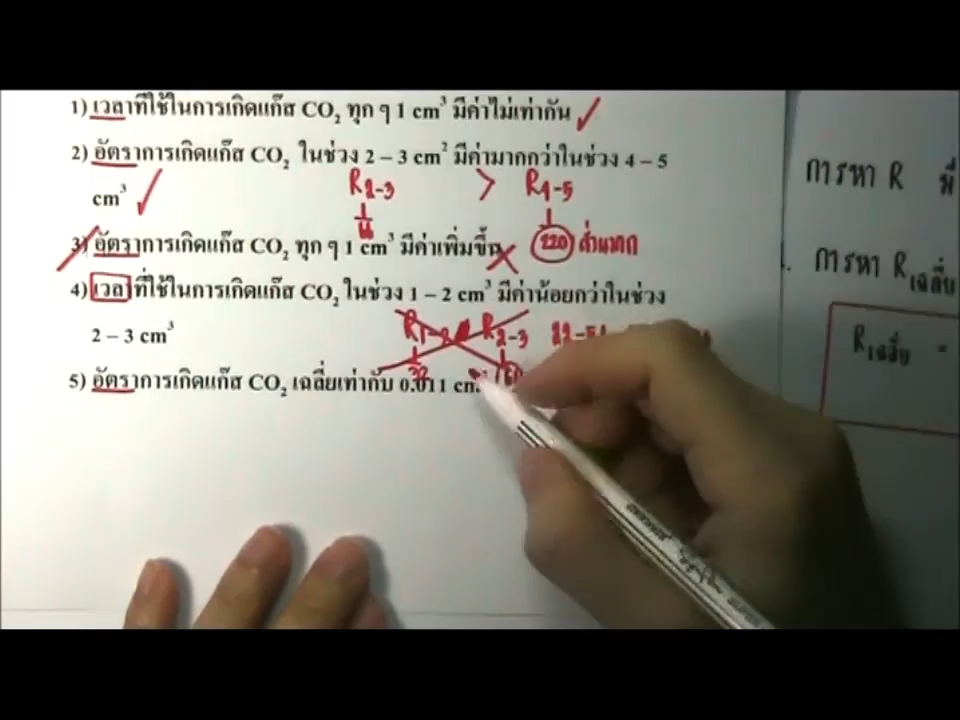 1) เวลาที่ใช้ในการเกิดแก๊ส CO₂ ทุก ๆ 1 cm³ มีค่าไม่เท่ากัน
2) อัตราการเกิดแก๊ส CO₂ ในช่วง 2 – 3 cm² มีค่ามากกว่าในช่วง 4 – 5
cm³
R2-3 > R4-5
3) อัตราการเกิดแก๊ส CO₂ ทุก ๆ 1 cm³ มีค่าเพิ่มขึ้น
220 ต่ำมาก
4) เวลาที่ใช้ในการเกิดแก๊ส CO₂ ในช่วง 1 – 2 cm³ มีค่าน้อยกว่าในช่วง
2 – 3 cm³
R1-2 R2-3
5) อัตราการเกิดแก๊ส CO₂ เฉลี่ยเท่ากับ 0.011
การหา R
การหา Rเฉลี่ย
Rเฉลี่ย =